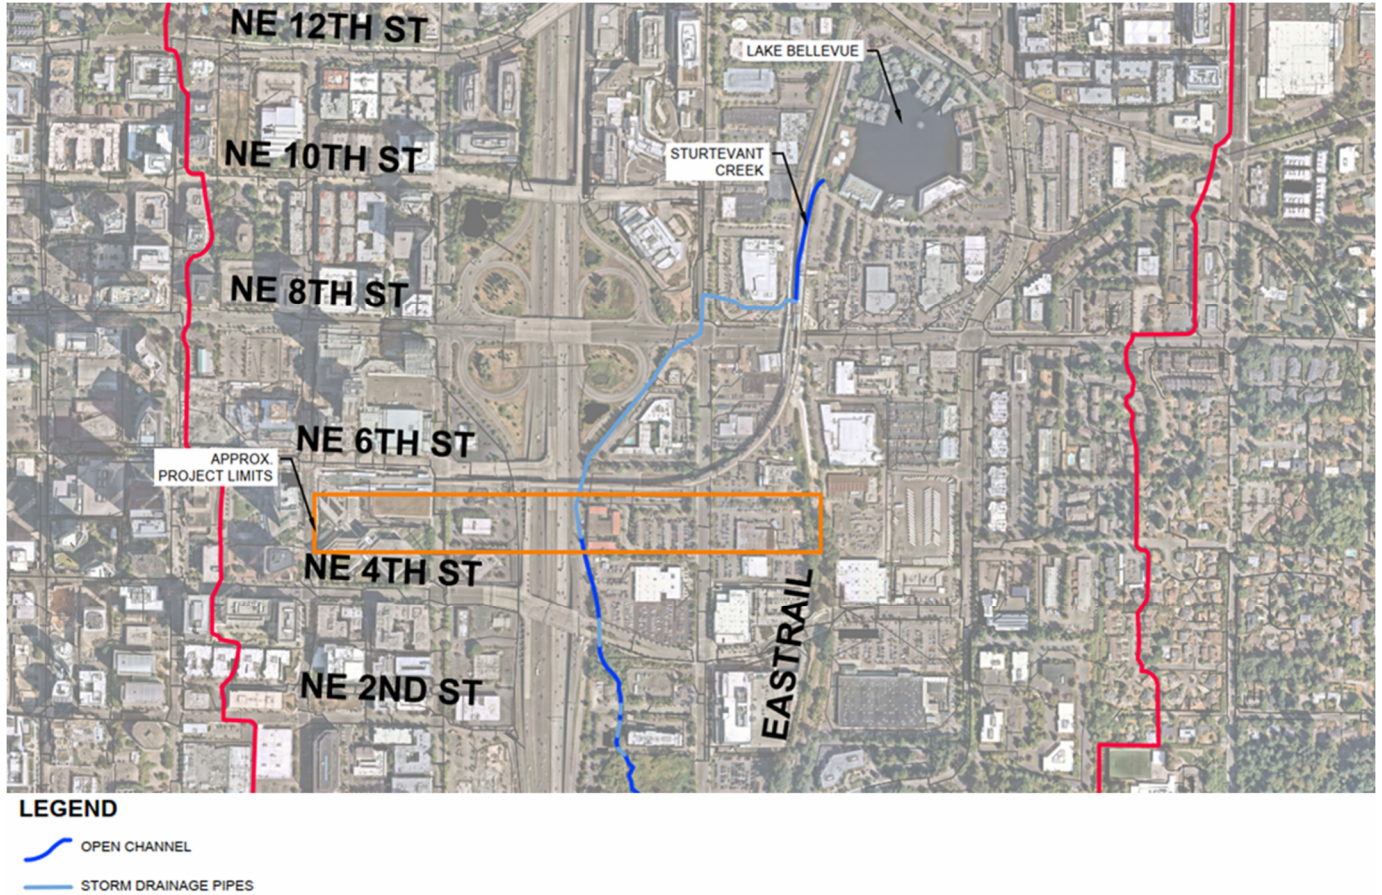 NE 12TH ST
LAKE BELLEVUE
NE 10TH ST
STURTEVANT
CREEK
NE 8TH ST
NE 6TH ST
APPROX.
PROJECT LIMITS
NE 4TH ST
EASTRAIL
NE 2ND ST
LEGEND
OPEN CHANNEL
STORM DRAINAGE PIPES